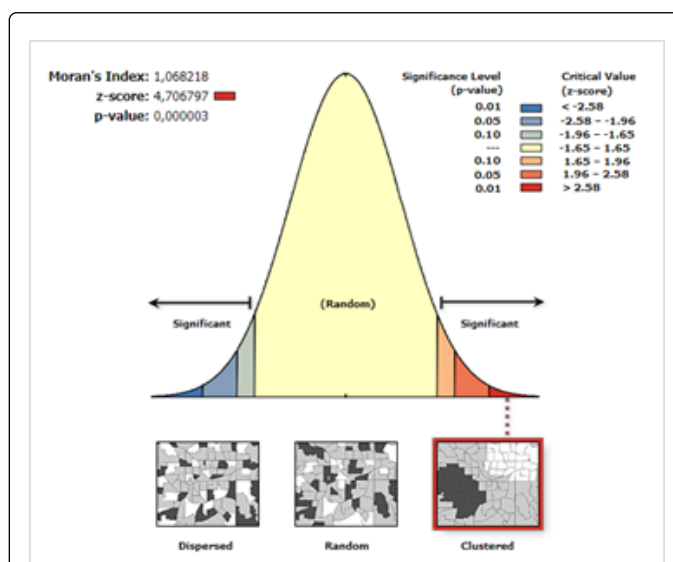 Moran's Index: 1,068218
z-score: 4,706797
p-value: 0,000003
Significance Level
(p-value)
Critical Value
(z-score)
0.01 < -2.58
0.05 -2.58 – -1.96
0.10 -1.96 – -1.65
--- -1.65 – 1.65
0.10 1.65 – 1.96
0.05 1.96 – 2.58
0.01 > 2.58
Significant
(Random)
Significant
Dispersed
Random
Clustered